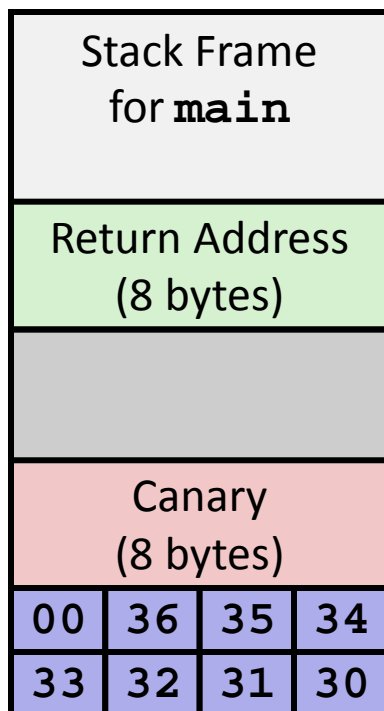 Stack Frame
for main
Return Address
(8 bytes)
Canary
(8 bytes)
00 36 35 34
33 32 31 30